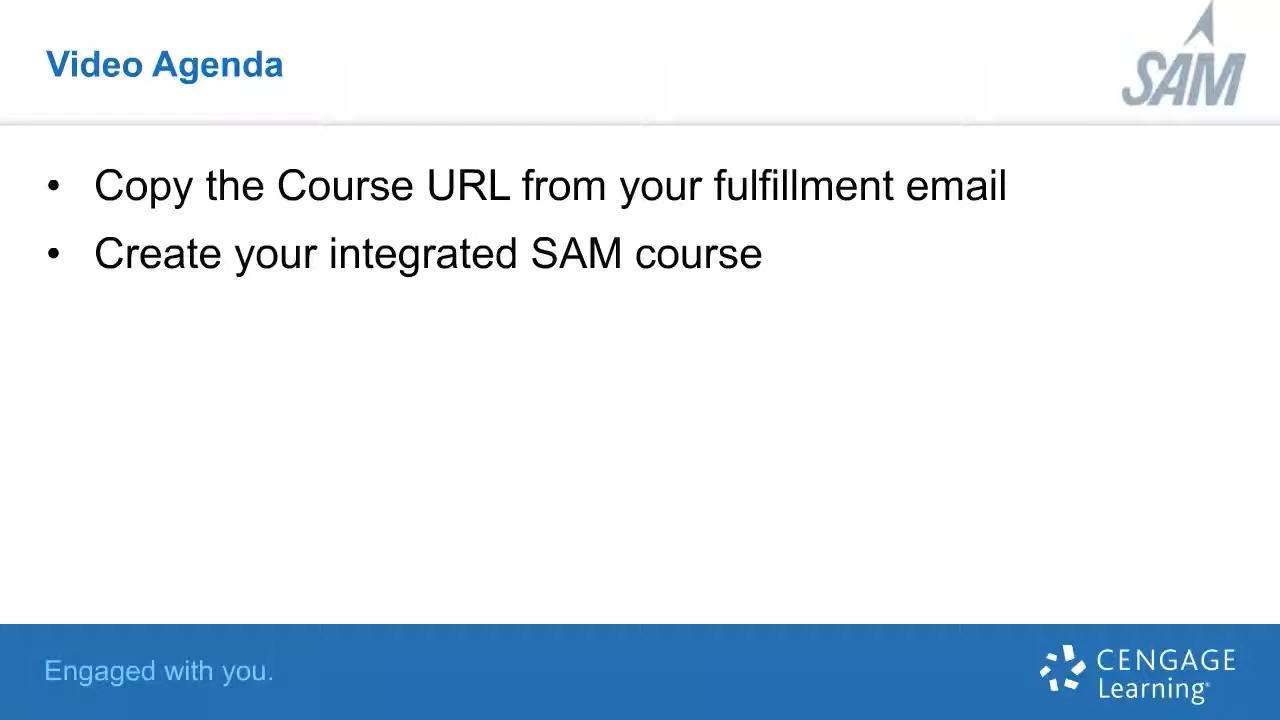 Video Agenda
SAM
• Copy the Course URL from your fulfillment email
• Create your integrated SAM course
Engaged with you.
CENGAGE
Learning®